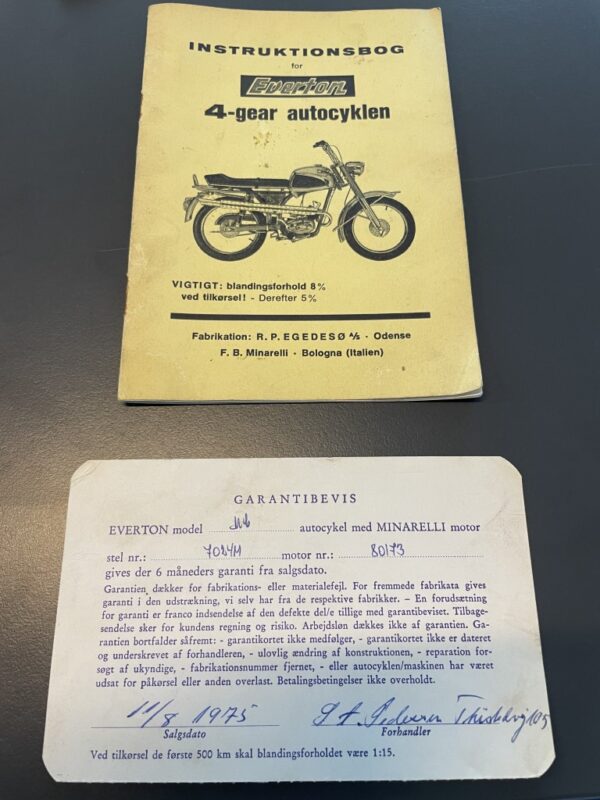 INSTRUKTIONSBOG
for
Everton
4-gear autocyklen
VIGTIGT: blandingsforhold 8%
ved tilkørsel! - Derefter 5%
Fabrikation: R. P. EGEDESØ A/S · Odense
F. B. Minarelli · Bologna (Italien)
GARANTIBEVIS
EVERTON model autocykel med MINARELLI motor
stel nr.: motor nr.: 80173
gives der 6 måneders garanti fra salgsdato.
Garantien dækker for fabrikations- eller materialefejl. For fremmede fabrikata gives
garanti i den udstrækning, vi selv har fra de respektive fabrikker. – En forudsætning
for garanti er franco indsendelse af den defekte del/e tillige med garantibeviset. Tilbage-
sendelse sker for kundens regning og risiko. Arbejdsløn dækkes ikke af garantien. Ga-
rantien bortfalder såfremt: - garantikortet ikke medfølger, - garantikort ikke er dateret
og underskrevet af forhandleren, - ulovlig ændring af konstruktionen, - reparation for-
søgt af ukyndige, - fabrikationsnummer fjernet, - eller autocyklen/maskinen har været
udsat for påkørsel eller anden overlast. Betalingsbetingelser ikke overholdt.
11/8 1975 Pedersen
Salgsdato Forhandler
Ved tilkørsel de første 500 km skal blandingsforholdet være 1:15.